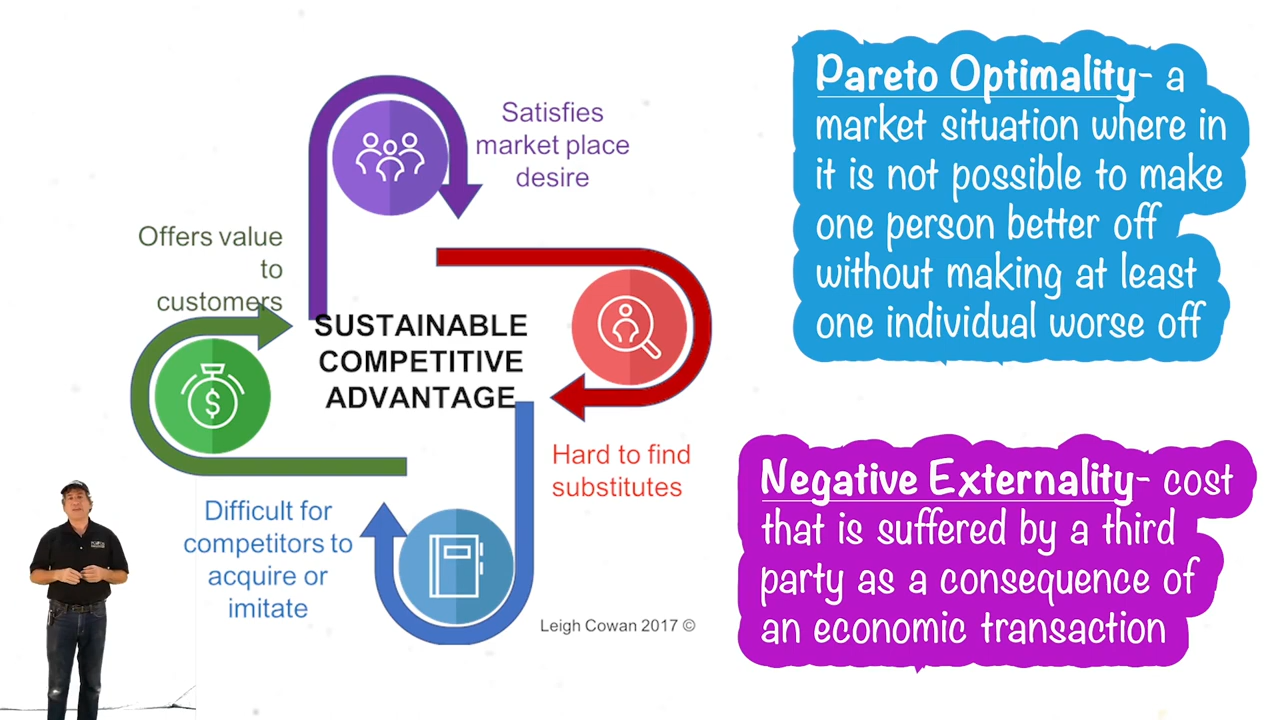 Satisfies
market place
desire
Offers value
to
customers
SUSTAINABLE
COMPETITIVE
ADVANTAGE
Hard to find
substitutes
Difficult for
competitors to
acquire or
imitate
Leigh Cowan 2017 ©
Pareto Optimality- a
market situation where in
it is not possible to make
one person better off
without making at least
one individual worse off
Negative Externality- cost
that is suffered by a third
party as a consequence of
an economic transaction